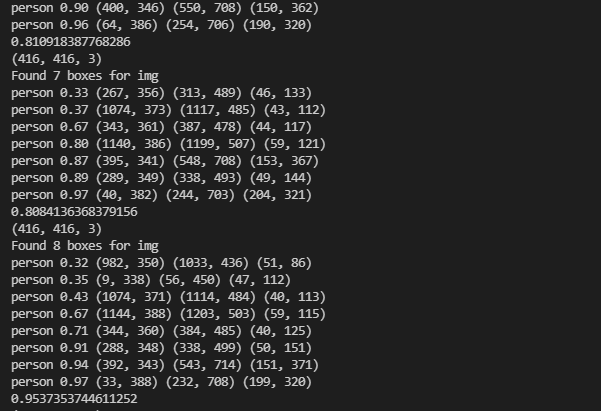 person 0.90 (400, 346) (550, 708) (150, 362)
person 0.96 (64, 386) (254, 706) (190, 320)
0.810918387768286
(416, 416, 3)
Found 7 boxes for img
person 0.33 (267, 356) (313, 489) (46, 133)
person 0.37 (1074, 373) (1117, 485) (43, 112)
person 0.67 (343, 361) (387, 478) (44, 117)
person 0.80 (1140, 386) (1199, 507) (59, 121)
person 0.87 (395, 341) (548, 708) (153, 367)
person 0.89 (289, 349) (338, 493) (49, 144)
person 0.97 (40, 382) (244, 703) (204, 321)
0.8084136368379156
(416, 416, 3)
Found 8 boxes for img
person 0.32 (982, 350) (1033, 436) (51, 86)
person 0.35 (9, 338) (56, 450) (47, 112)
person 0.43 (1074, 371) (1114, 484) (40, 113)
person 0.67 (1144, 388) (1203, 503) (59, 115)
person 0.71 (344, 360) (384, 485) (40, 125)
person 0.91 (288, 348) (338, 499) (50, 151)
person 0.94 (392, 343) (543, 714) (151, 371)
person 0.97 (33, 388) (232, 708) (199, 320)
0.9537353744611252